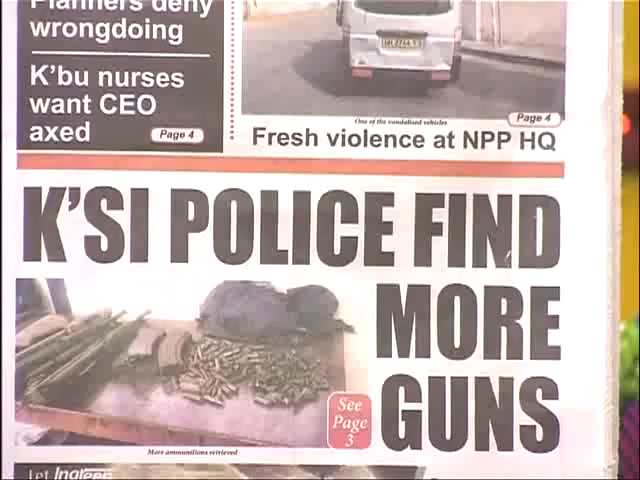 Planners deny
wrongdoing
K'bu nurses
want CEO
axed
Page 4
One of the vandalised vehicles
Page 4
Fresh violence at NPP HQ
K'SI POLICE FIND
MORE
GUNS
See
Page
3
More ammunitions retrieved
Let